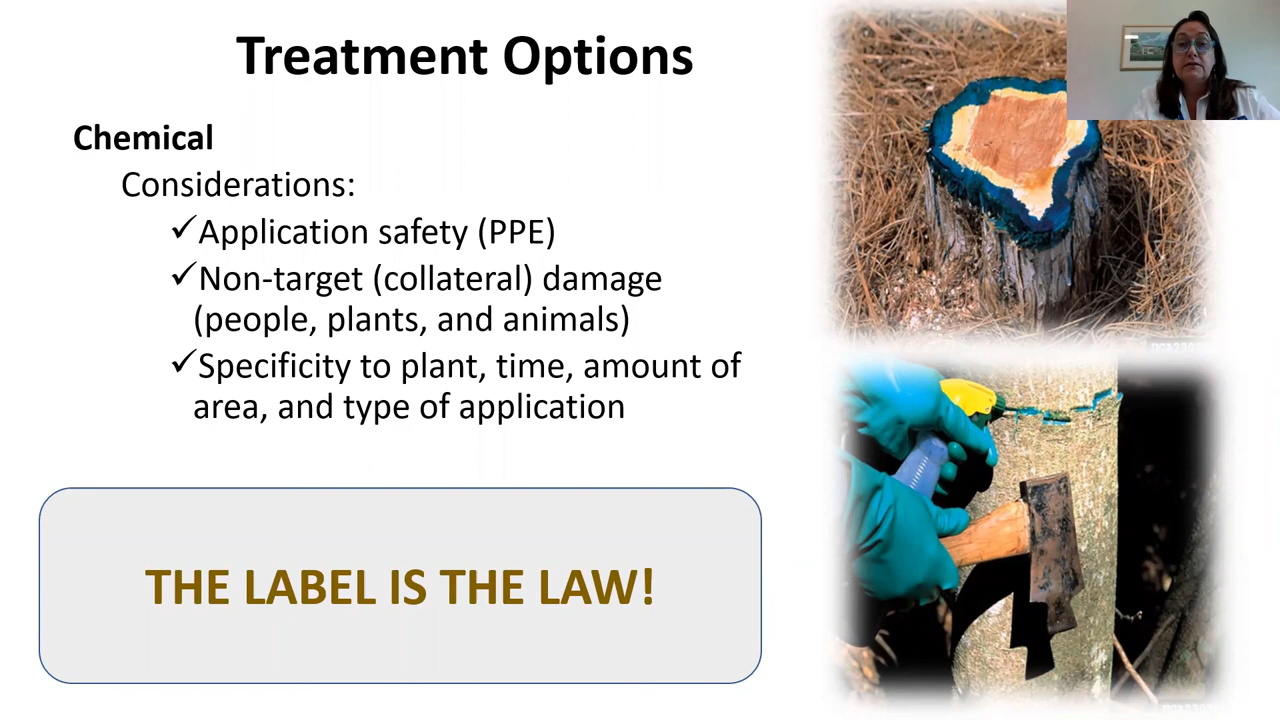 Treatment Options
Chemical
Considerations:
✓Application safety (PPE)
✓Non-target (collateral) damage
(people, plants, and animals)
✓Specificity to plant, time, amount of
area, and type of application
THE LABEL IS THE LAW!